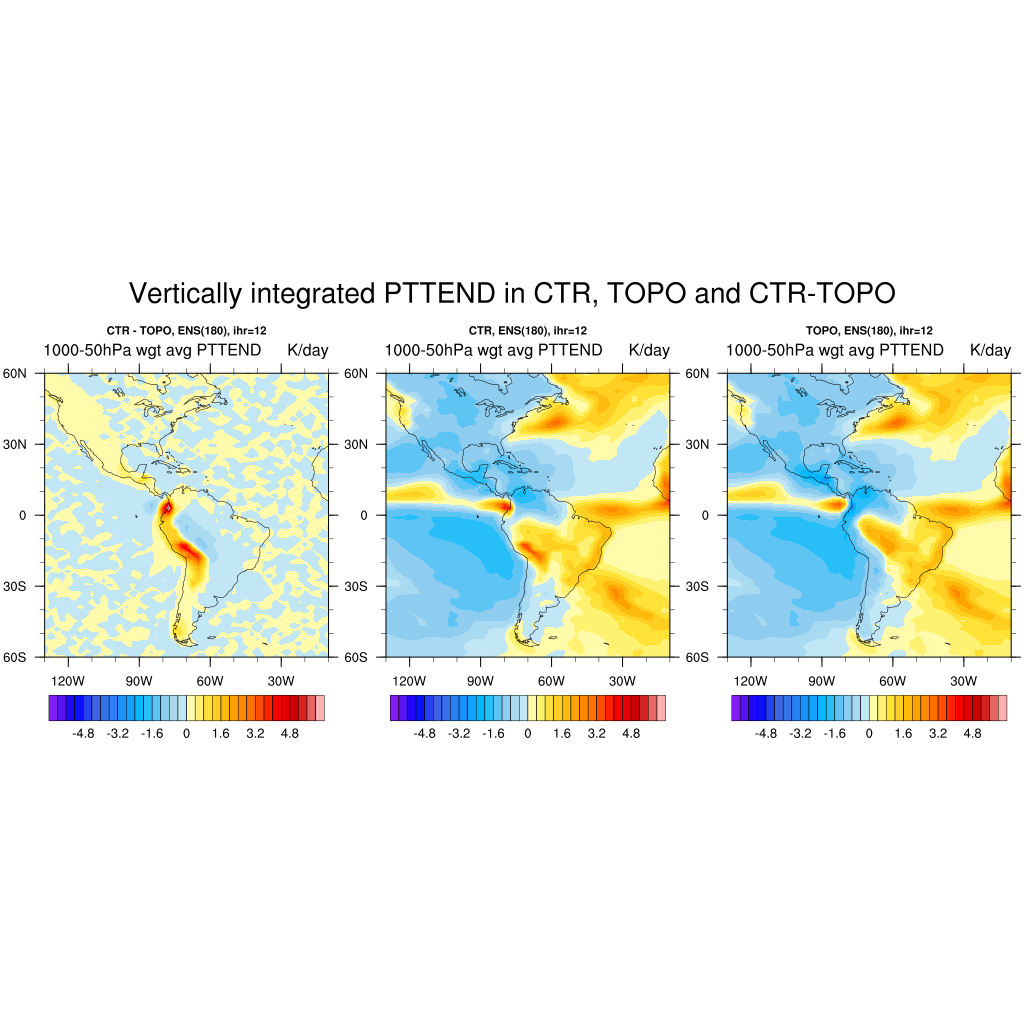 Vertically integrated PTTEND in CTR, TOPO and CTR-TOPO
CTR - TOPO, ENS(180), ihr=12
1000-50hPa wgt avg PTTEND K/day
60N
30N
0
30S
60S
120W 90W 60W 30W
-4.8 -3.2 -1.6 0 1.6 3.2 4.8
CTR, ENS(180), ihr=12
1000-50hPa wgt avg PTTEND K/day
60N
30N
0
30S
60S
120W 90W 60W 30W
-4.8 -3.2 -1.6 0 1.6 3.2 4.8
TOPO, ENS(180), ihr=12
1000-50hPa wgt avg PTTEND K/day
60N
30N
0
30S
60S
120W 90W 60W 30W
-4.8 -3.2 -1.6 0 1.6 3.2 4.8